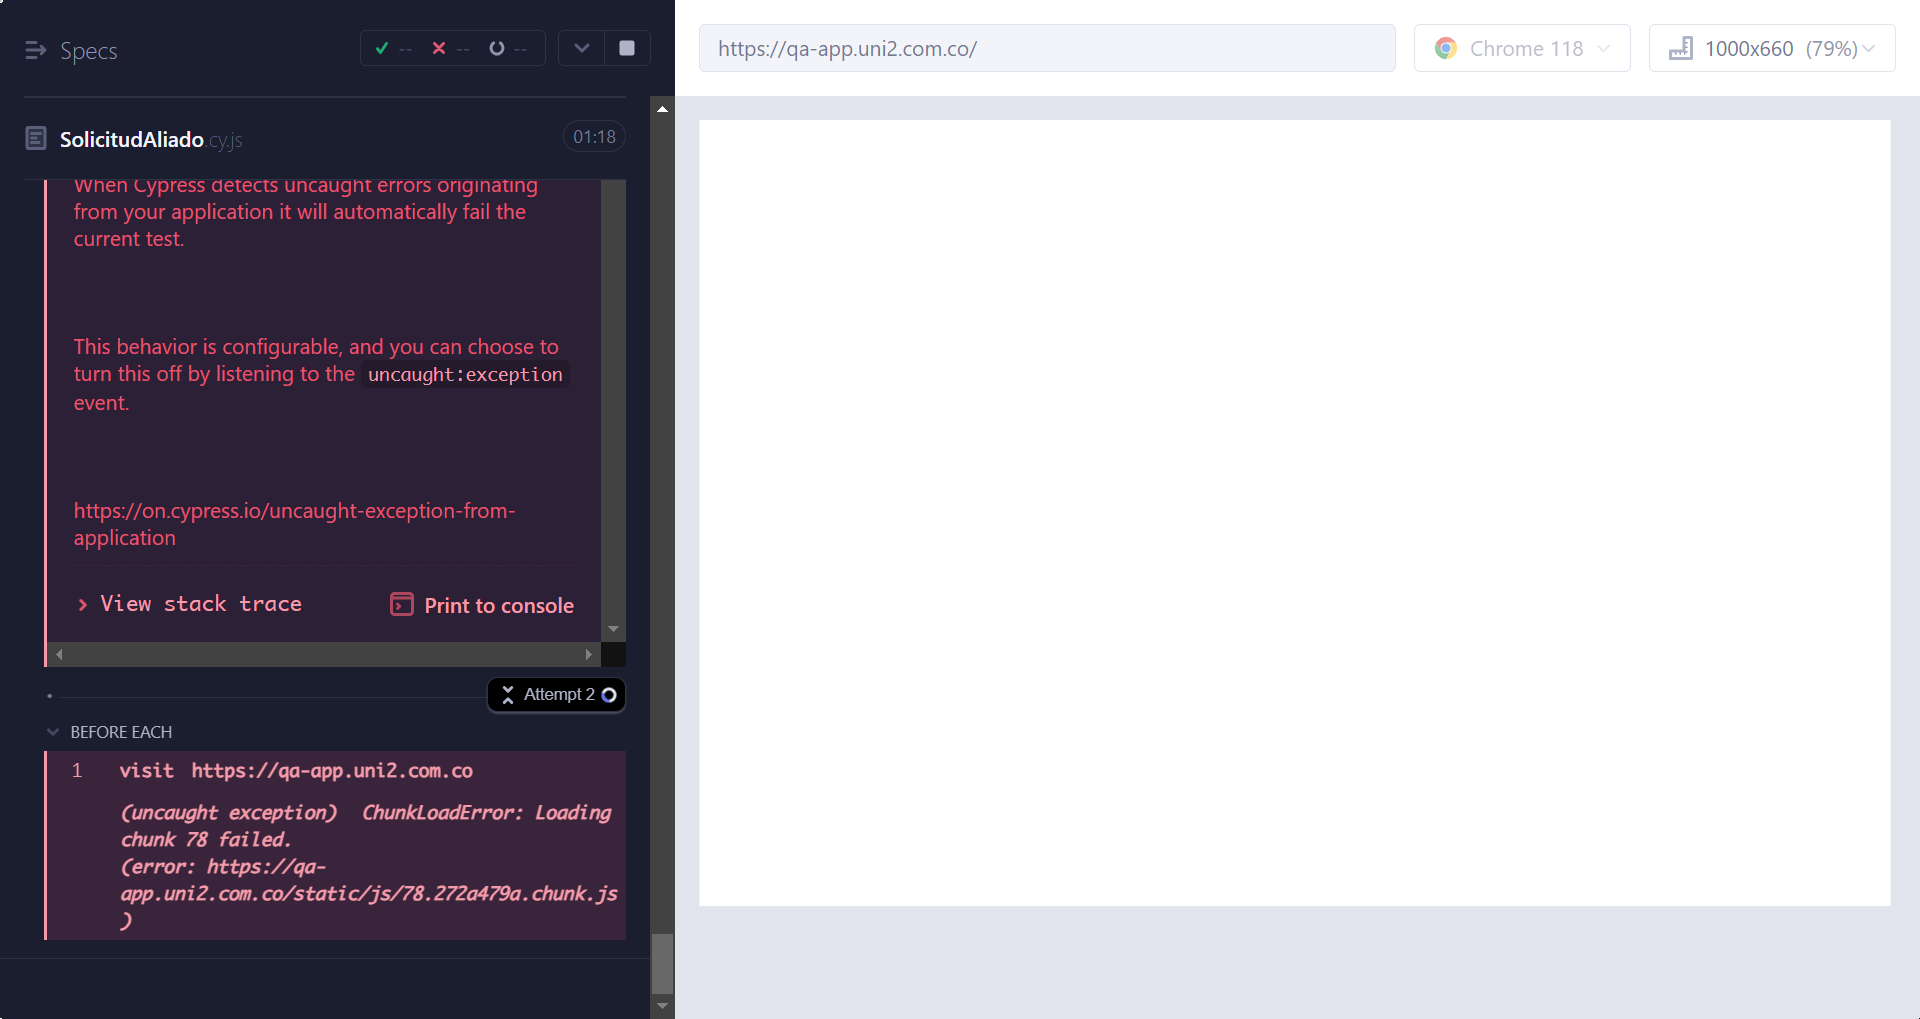 Specs
--
--
--
SolicitudAliado.cy.js
01:18
When Cypress detects uncaught errors originating
from your application it will automatically fail the
current test.
This behavior is configurable, and you can choose to
turn this off by listening to the uncaught:exception
event.
https://on.cypress.io/uncaught-exception-from-
application
View stack trace
Print to console
Attempt 2
BEFORE EACH
1 visit https://qa-app.uni2.com.co
(uncaught exception) ChunkLoadError: Loading
chunk 78 failed.
(error: https://qa-
app.uni2.com.co/static/js/78.272a479a.chunk.js
)
https://qa-app.uni2.com.co/
Chrome 118
1000x660 (79%)